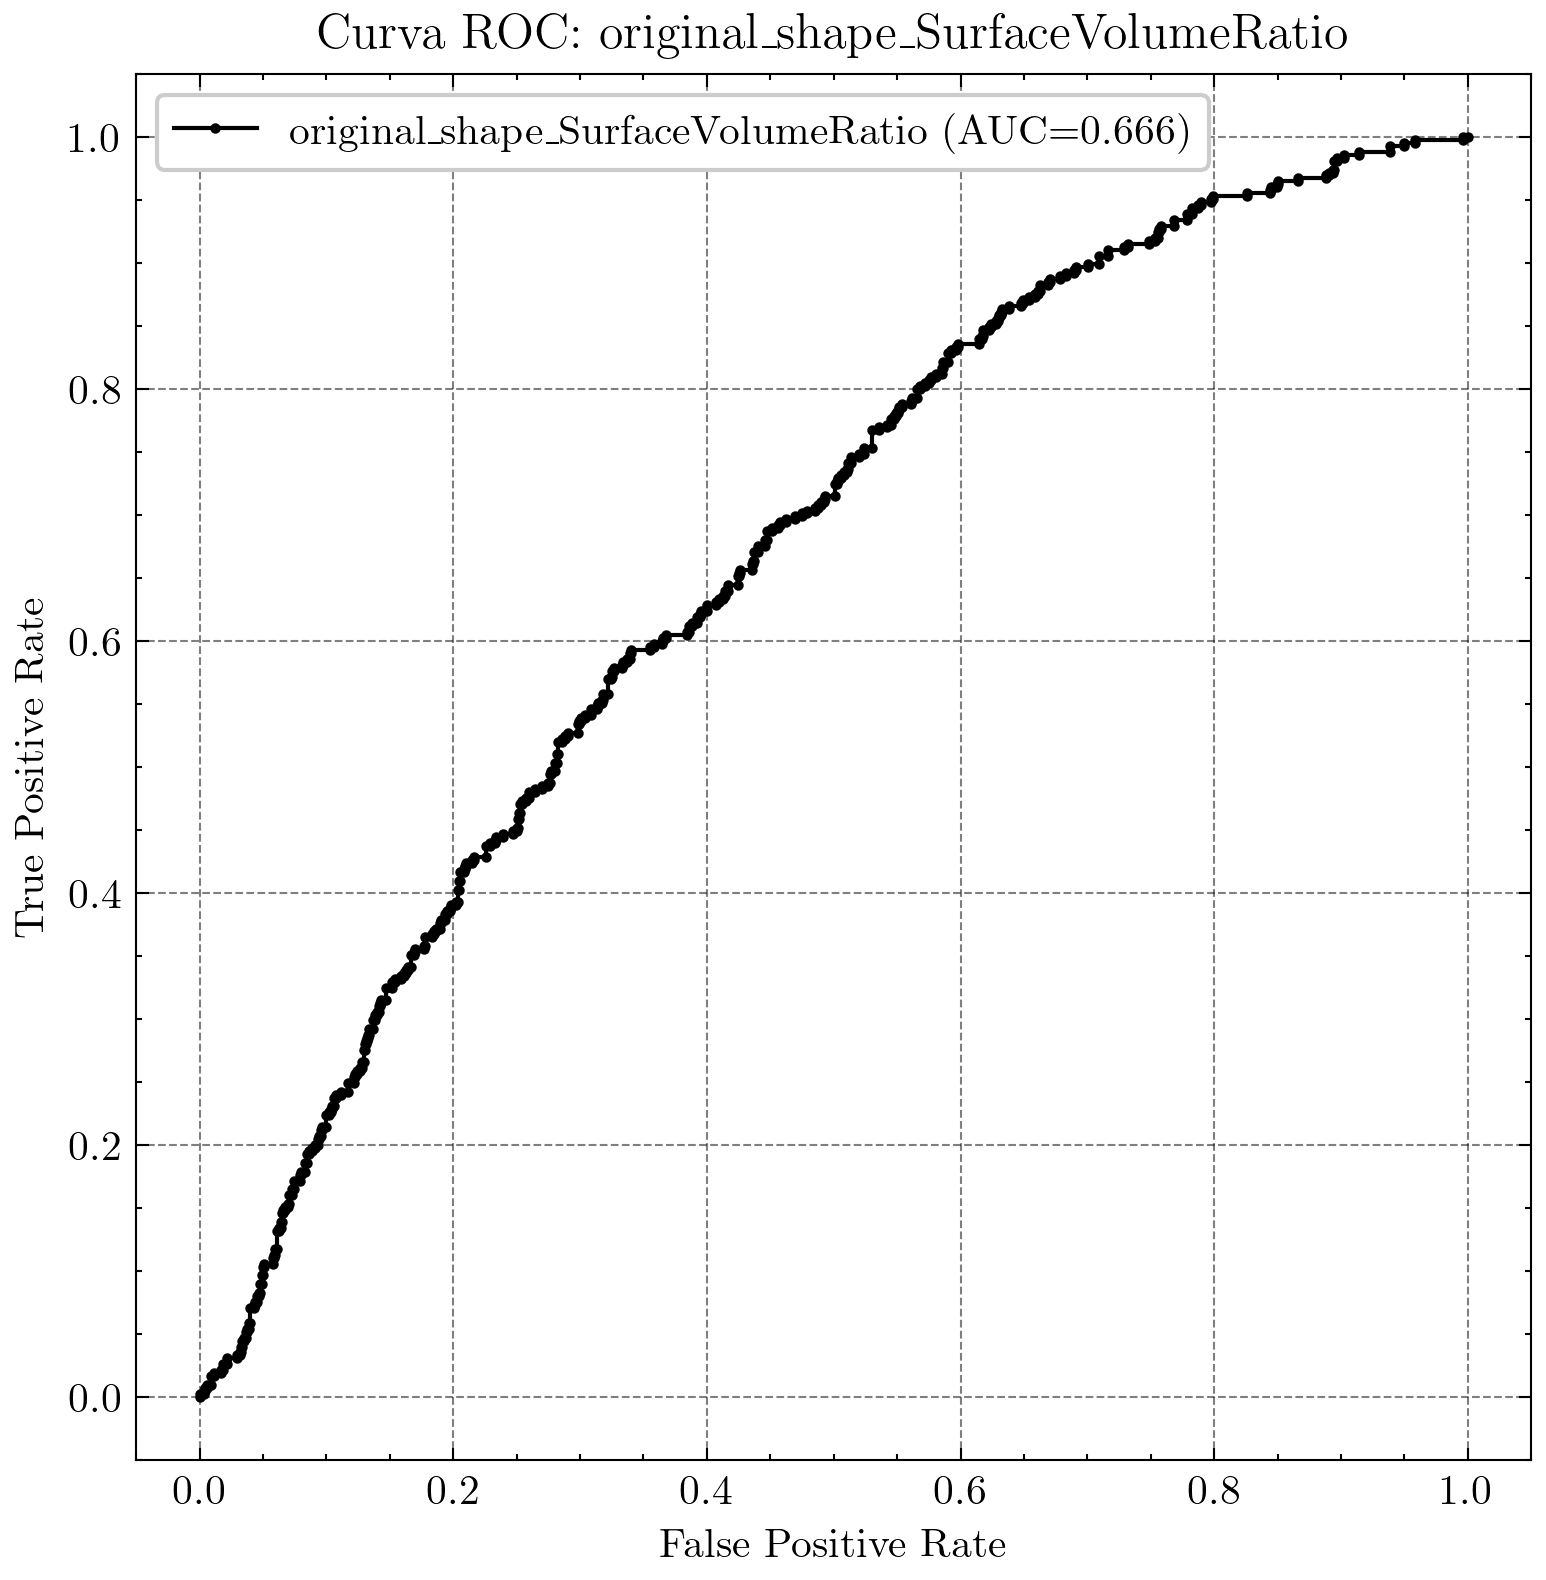 Curva ROC: original_shape_SurfaceVolumeRatio
original_shape_SurfaceVolumeRatio (AUC=0.666)
1.0
0.8
0.6
0.4
0.2
0.0
True Positive Rate
0.0 0.2 0.4 0.6 0.8 1.0
False Positive Rate